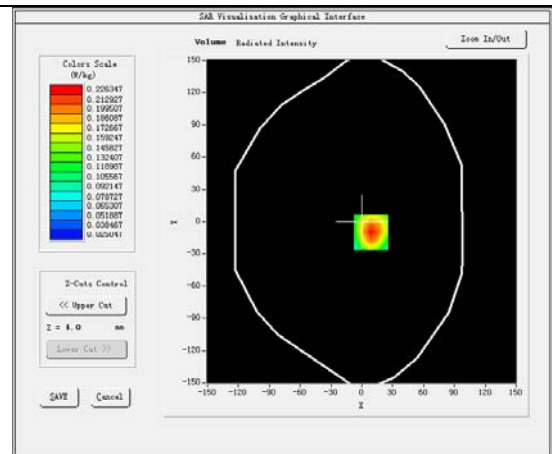 SAR Visualisation Graphical Interface
Volume Radiated Intensity
Zoom In/Out
Colors Scale
(W/kg)
0.226347
0.212927
0.199507
0.186087
0.172667
0.159247
0.145827
0.132407
0.118987
0.105567
0.092147
0.078727
0.065307
0.051887
0.038467
0.025047
150
90
60
30
0
-30
-60
-90
-120
-150
Y
-150 -120 -90 -60 -30 0 30 60 90 120 150
X
Z-Cuts Control
<< Upper Cut
Z = mm
Lower Cut >>
SAVE
Cancel